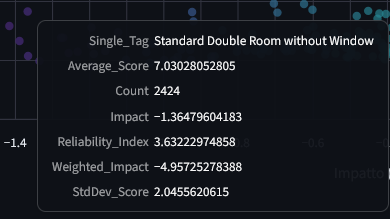 Single_Tag Standard Double Room without Window
Average_Score 7.03028052805
Count 2424
Impact −1.36479604183
Reliability_Index 3.63222974858
Weighted_Impact −4.95725278388
StdDev_Score 2.0455620615
−1.4
−0.6
Impatto